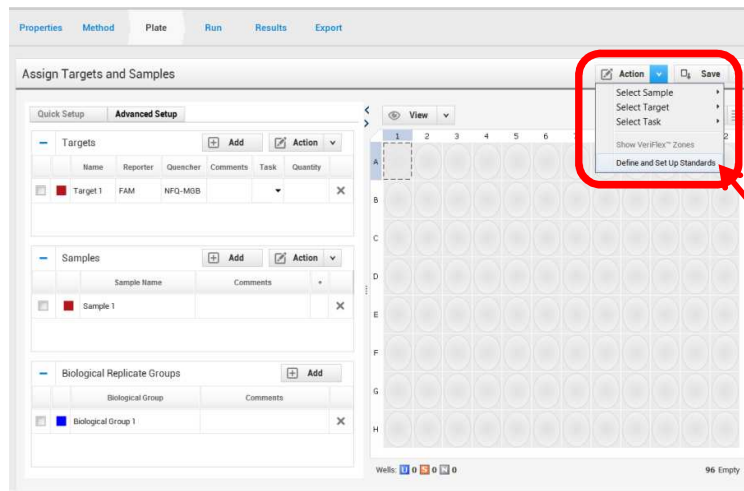 Properties Method Plate Run Results Export
Assign Targets and Samples
Action Save
Select Sample
Select Target
Select Task
Show VeriFlex™ Zones
Define and Set Up Standards
Quick Setup Advanced Setup
View
Targets Add Action
Name Reporter Quencher Comments Task Quantity
Target 1 FAM NFQ-MGB
Samples Add Action
Sample Name Comments
Sample 1
Biological Replicate Groups Add
Biological Group Comments
Biological Group 1
1 2 3 4 5 6 2
A
B
C
D
E
F
G
H
Wells: U 0 S 0 N 0 96 Empty